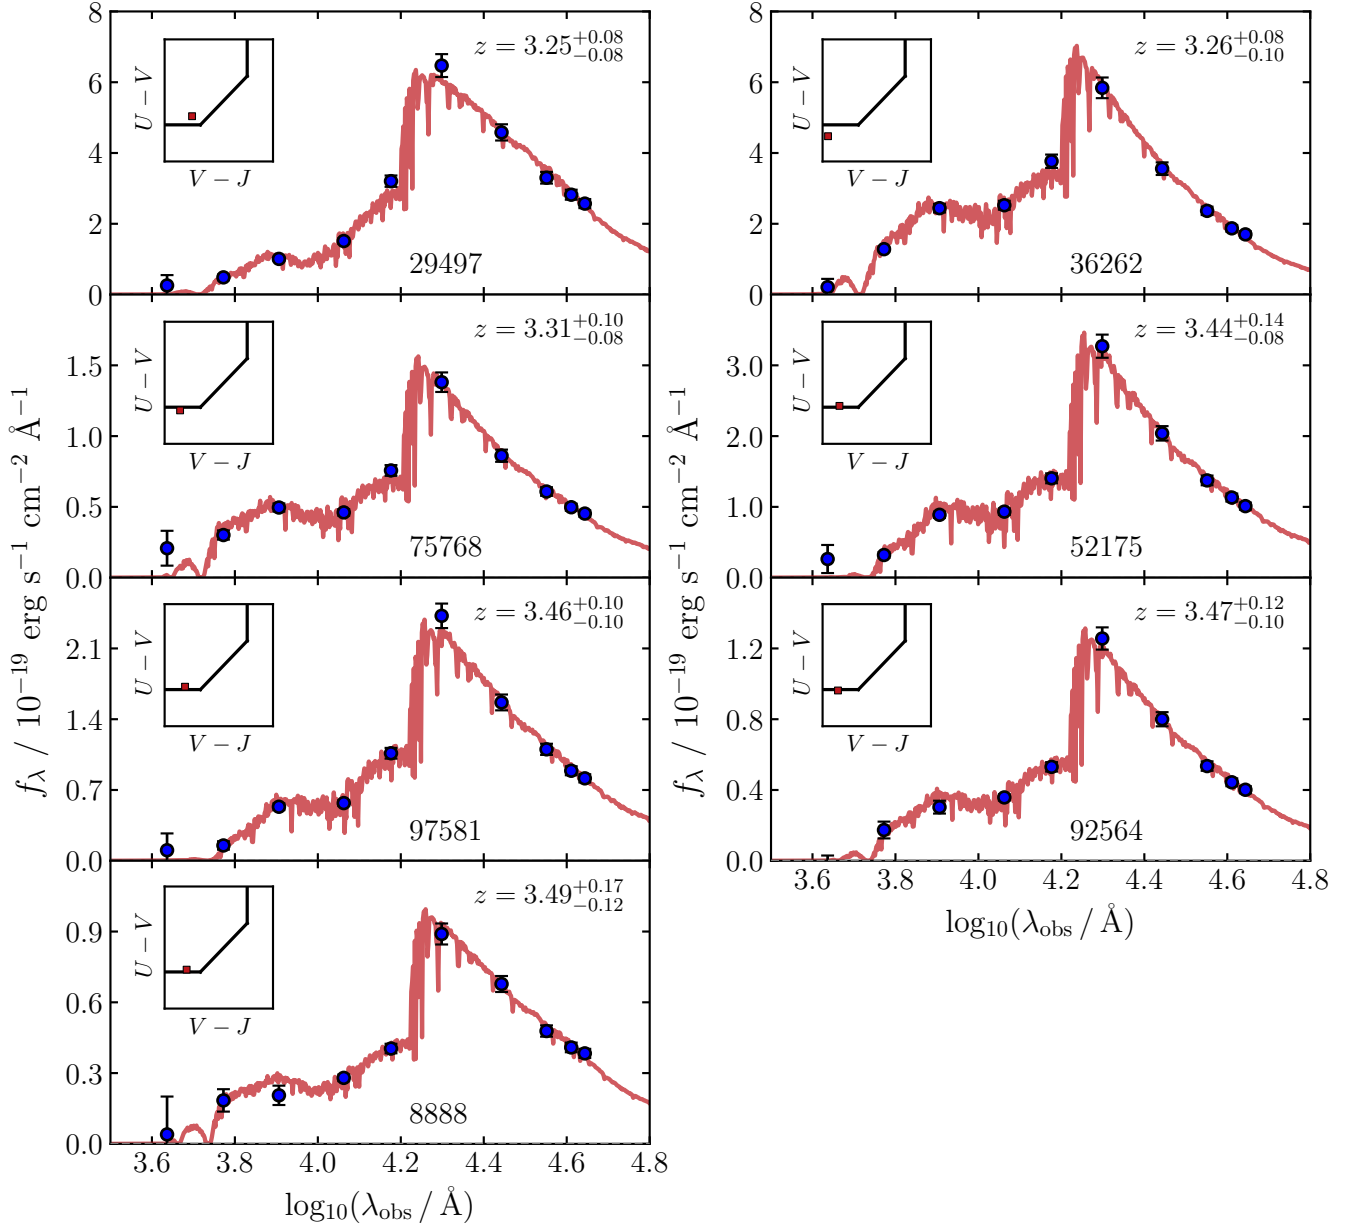 8
6
4
2
0
z = 3.25 +0.08 −0.08
U − V
V − J
29497
z = 3.26 +0.08 −0.10
U − V
V − J
36262
8
6
4
2
0
1.5
1.0
0.5
0.0
z = 3.31 +0.10 −0.08
U − V
V − J
75768
3.0
2.0
1.0
0.0
z = 3.44 +0.14 −0.08
U − V
V − J
52175
2.1
1.4
0.7
0.0
z = 3.46 +0.10 −0.10
U − V
V − J
97581
1.2
0.8
0.4
0.0
z = 3.47 +0.12 −0.10
U − V
V − J
92564
3.6 3.8 4.0 4.2 4.4 4.6 4.8
log₁₀(λobs / Å)
0.9
0.6
0.3
0.0
z = 3.49 +0.17 −0.12
U − V
V − J
8888
3.6 3.8 4.0 4.2 4.4 4.6 4.8
log₁₀(λobs / Å)
fλ / 10⁻¹⁹ erg s⁻¹ cm⁻² Å⁻¹
fλ / 10⁻¹⁹ erg s⁻¹ cm⁻² Å⁻¹